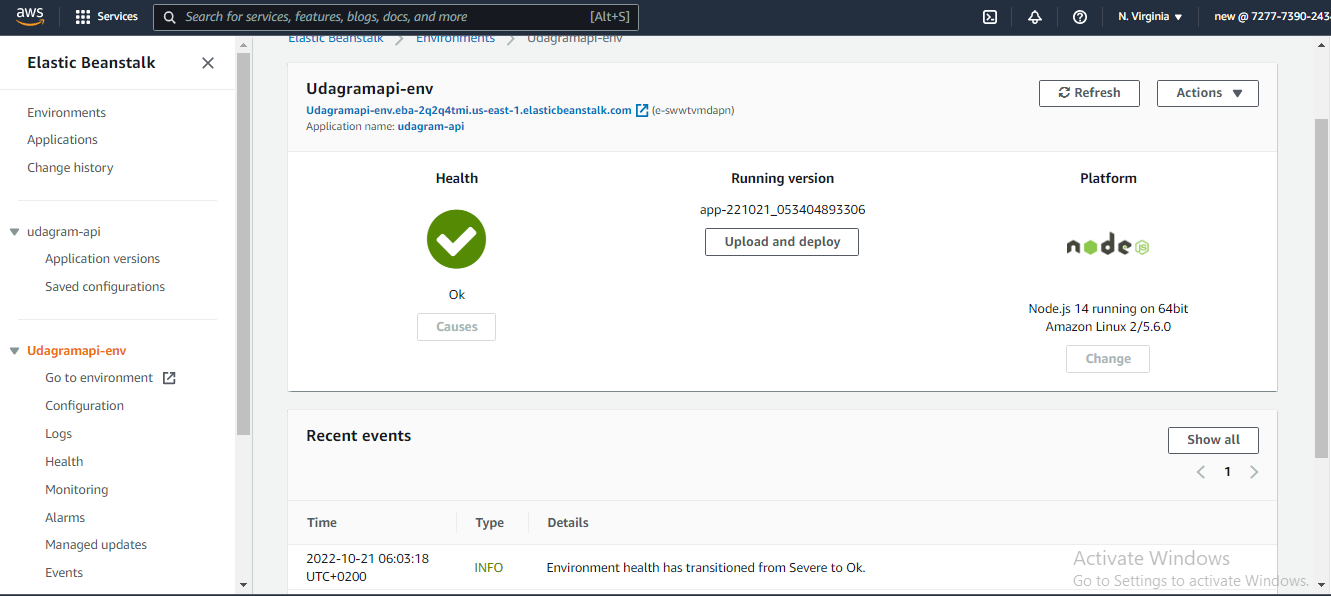 aws
Services
Search for services, features, blogs, docs, and more [Alt+S]
N. Virginia
new @ 7277-7390-243
Elastic Beanstalk
Environments
Applications
Change history
udagram-api
Application versions
Saved configurations
Udagramapi-env
Go to environment
Configuration
Logs
Health
Monitoring
Alarms
Managed updates
Events
Elastic Beanstalk > Environments > Udagramapi-env
Udagramapi-env
Udagramapi-env.eba-2q2q4tmi.us-east-1.elasticbeanstalk.com (e-swwtvmdapn)
Application name: udagram-api
Refresh
Actions
Health
Ok
Causes
Running version
app-221021_053404893306
Upload and deploy
Platform
node JS
Node.js 14 running on 64bit
Amazon Linux 2/5.6.0
Change
Recent events
Show all
1
Time Type Details
2022-10-21 06:03:18
UTC+0200
INFO
Environment health has transitioned from Severe to Ok.
Activate Windows
Go to Settings to activate Windows.